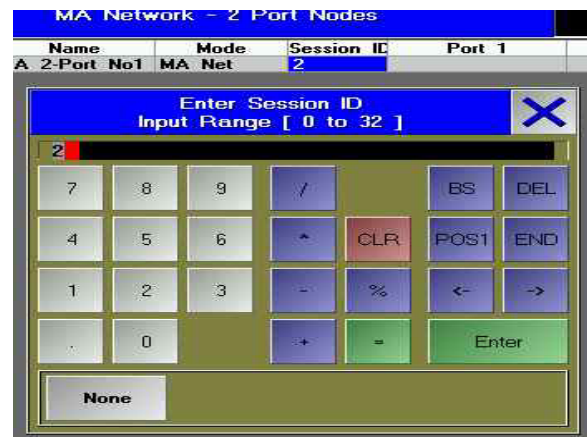 MA Network - 2 Port Nodes
Name Mode Session ID Port 1
A 2-Port No1 MA Net 2
Enter Session ID
Input Range [ 0 to 32 ]
2
7 8 9 / BS DEL
4 5 6 * CLR POS1 END
1 2 3 - % <- ->
. 0 + = Enter
None